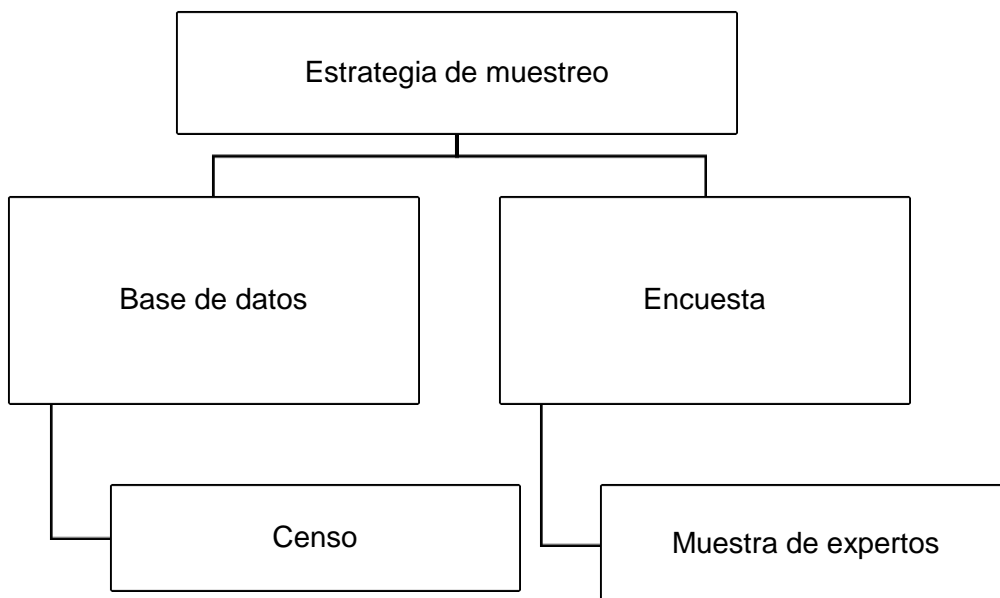 Estrategia de muestreo
Base de datos
Encuesta
Censo
Muestra de expertos